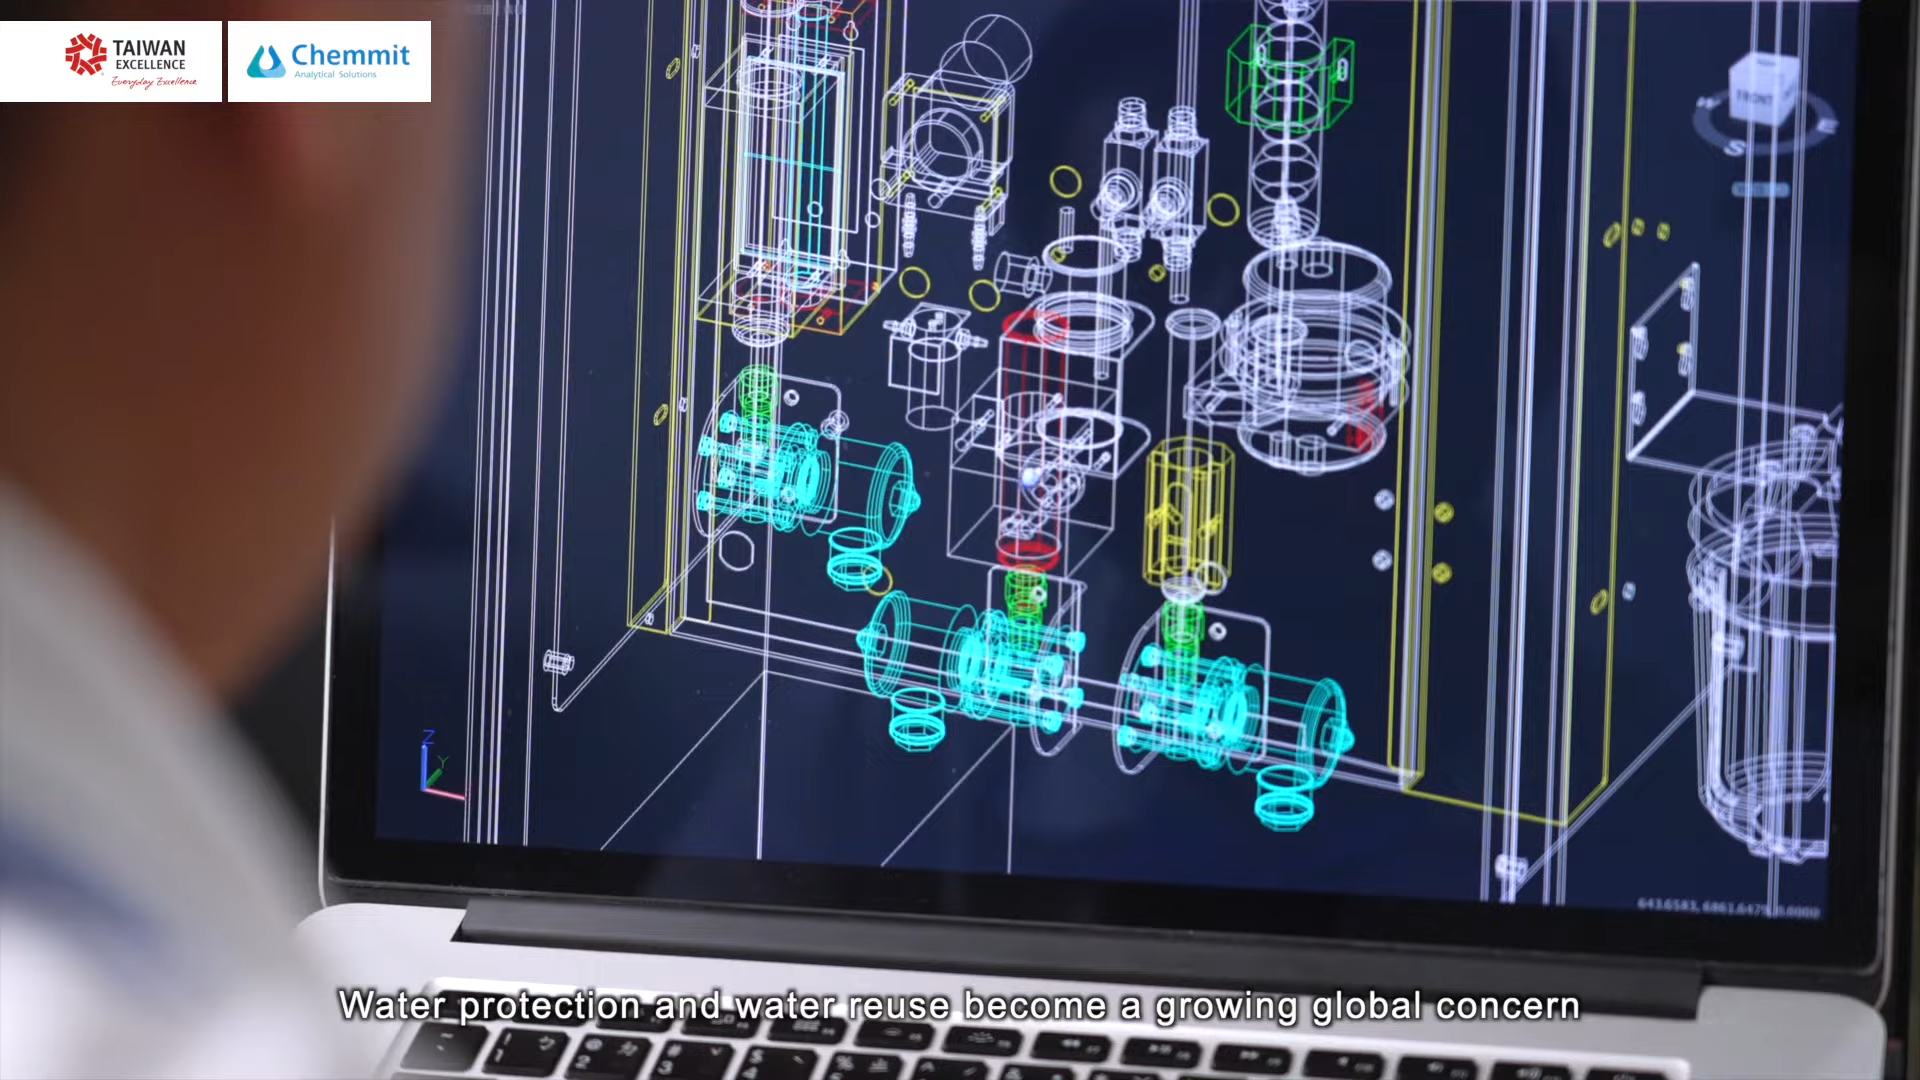 TAIWAN
EXCELLENCE
Everyday Excellence
Chemmit
Analytical Solutions
FRONT
S
E
Z
Y
Water protection and water reuse become a growing global concern